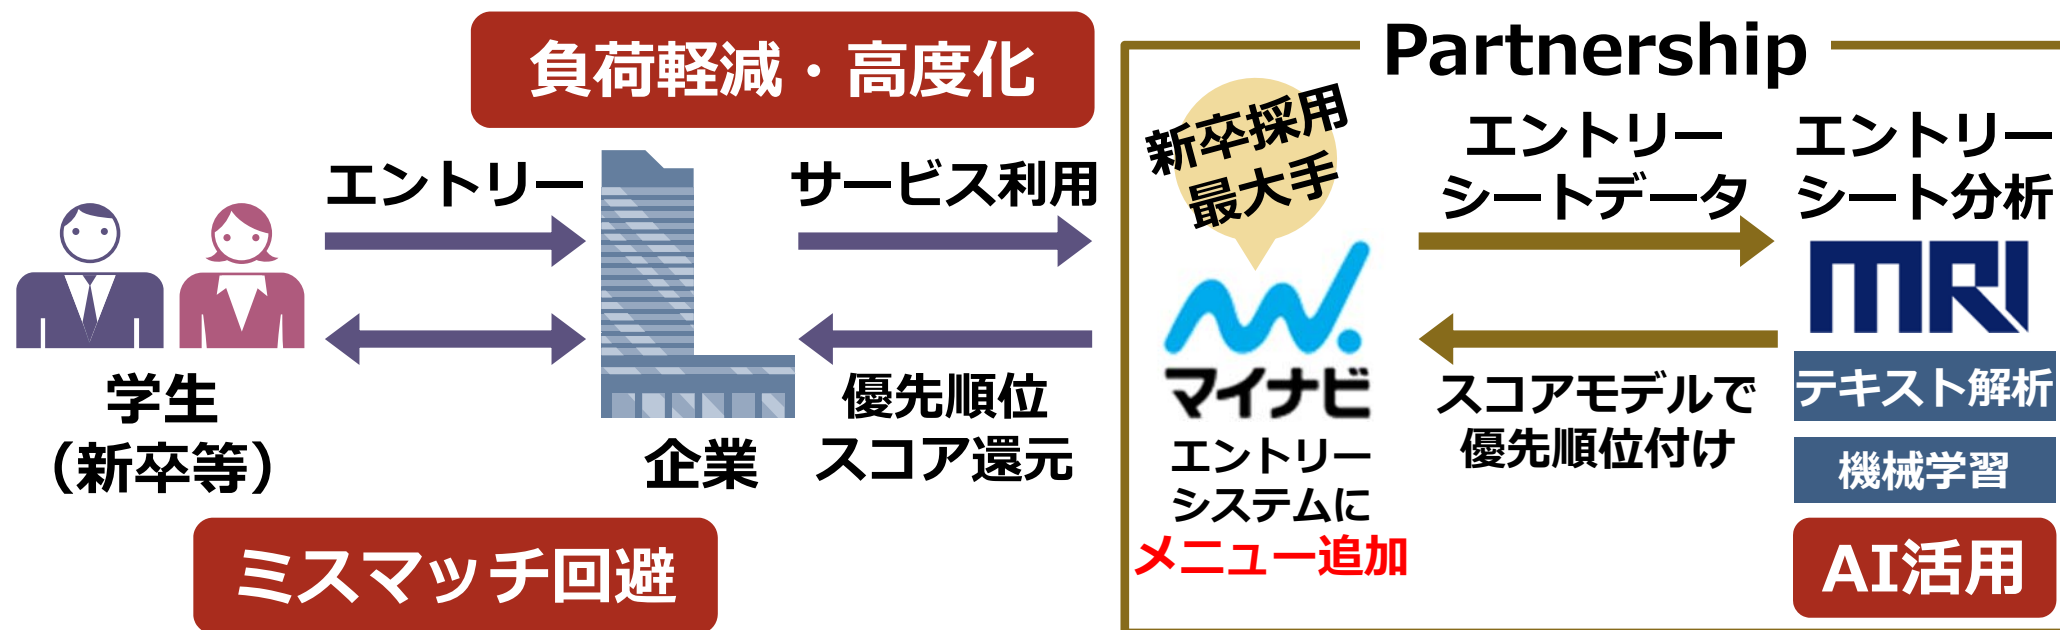 負荷軽減・高度化
Partnership
エントリー
サービス利用
新卒採用
最大手
エントリー
シートデータ
エントリー
シート分析
MRI
マイナビ
学生
（新卒等）
企業
優先順位
スコア還元
エントリー
システムに
メニュー追加
スコアモデルで
優先順位付け
テキスト解析
機械学習
ミスマッチ回避
AI活用